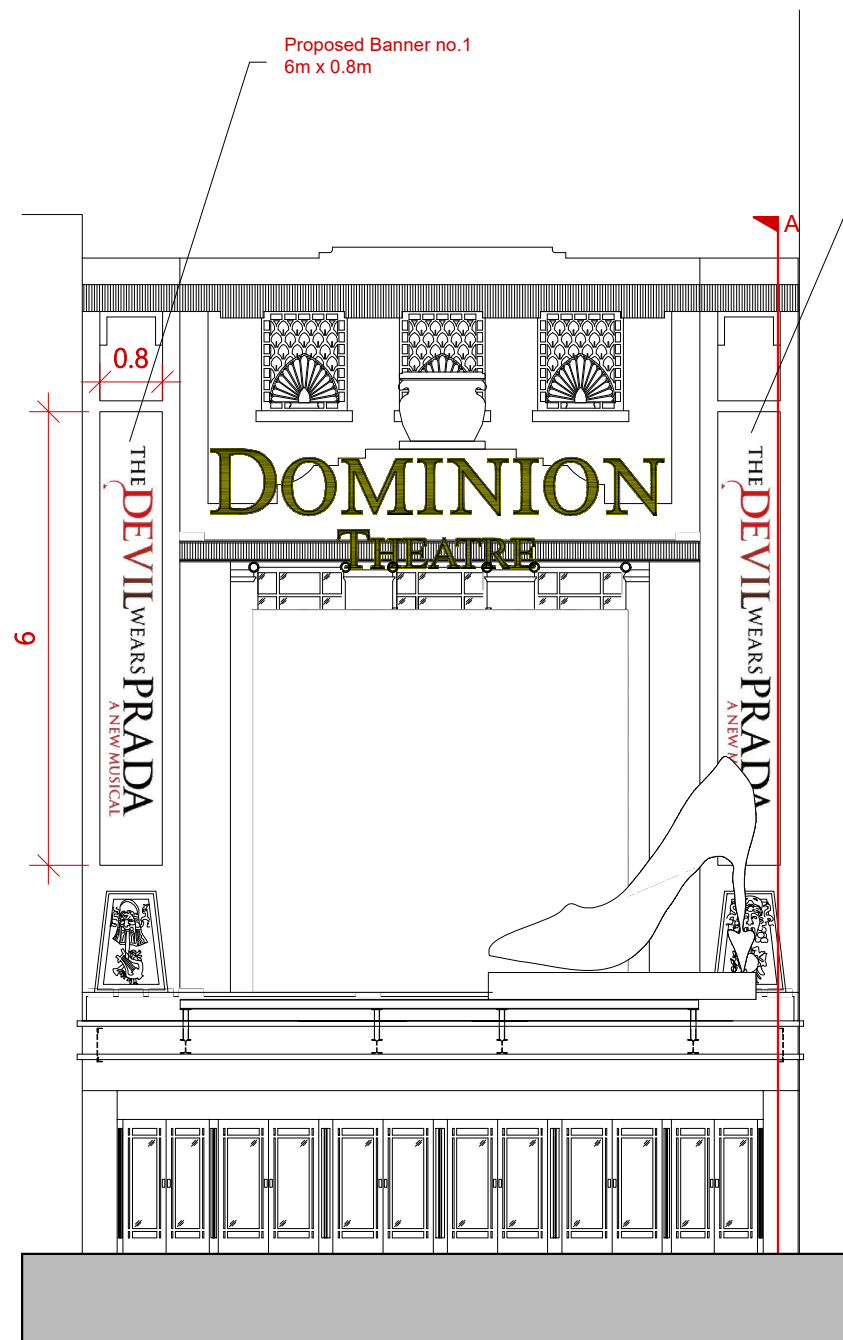 Proposed Banner no.1
6m x 0.8m
A
0.8
DOMINION
THEATRE
6
THE
DEVIL
WEARS
PRADA
A NEW MUSICAL
THE
DEVIL
WEARS
PRADA
A NEW M